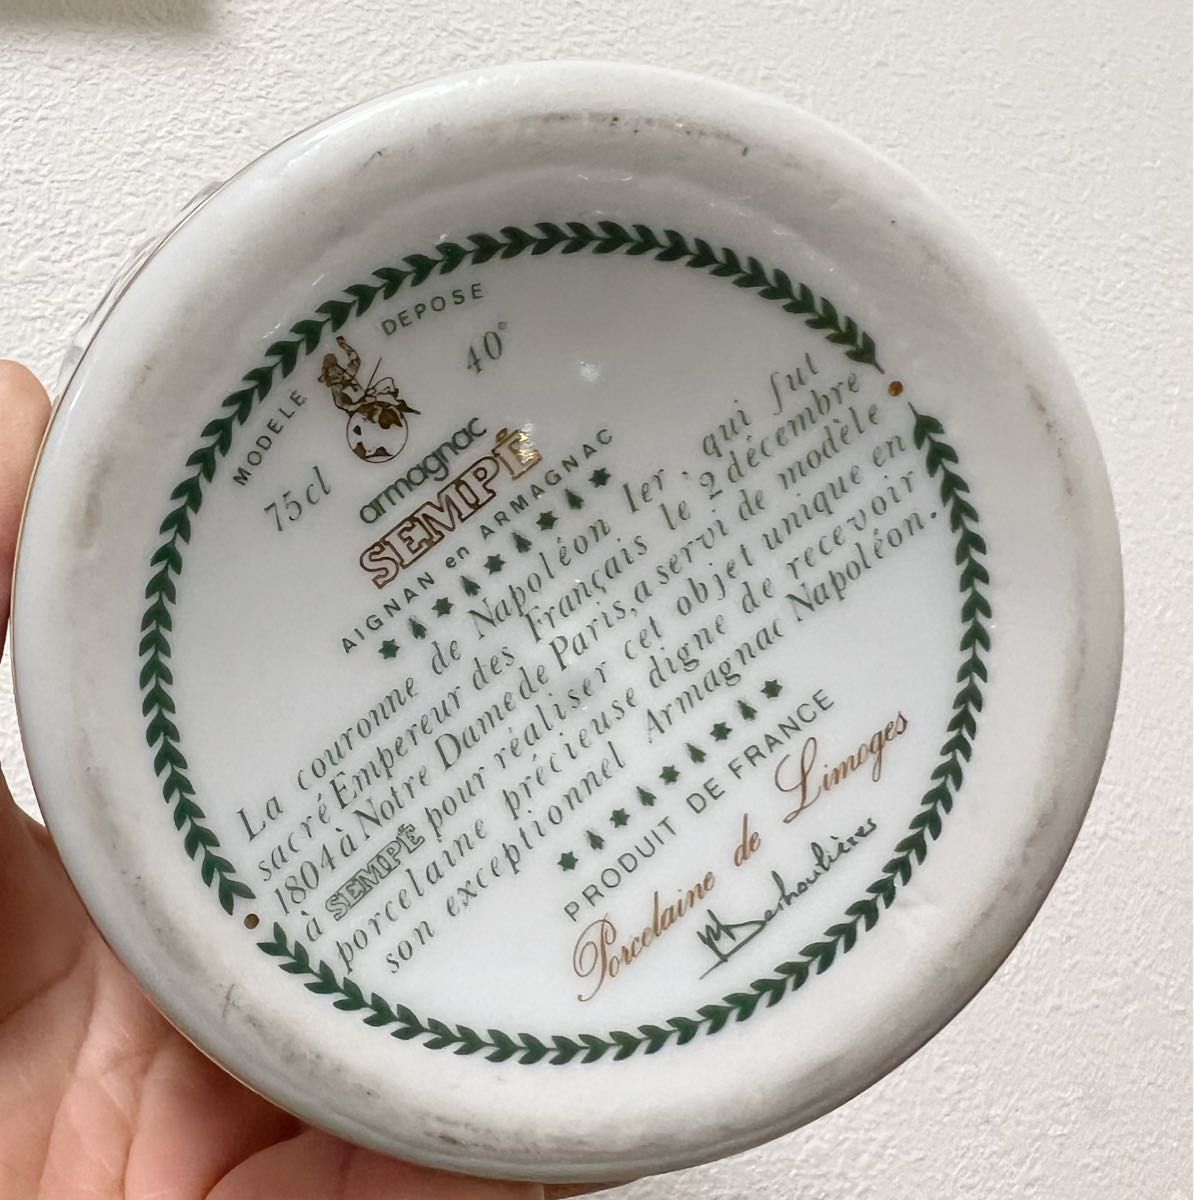 MODELE DEPOSE
75cl 40°
armagnac
SEMPÉ
AIGNAN en ARMAGNAC
La couronne de Napoléon 1er, qui fut
sacré Empereur des Français le 2 décembre
1804 à Notre Dame de Paris, a servi de modèle
à SEMPÉ pour réaliser cet objet unique en
porcelaine précieuse digne de recevoir
son exceptionnel Armagnac Napoléon.
PRODUIT DE FRANCE
Porcelaine de Limoges